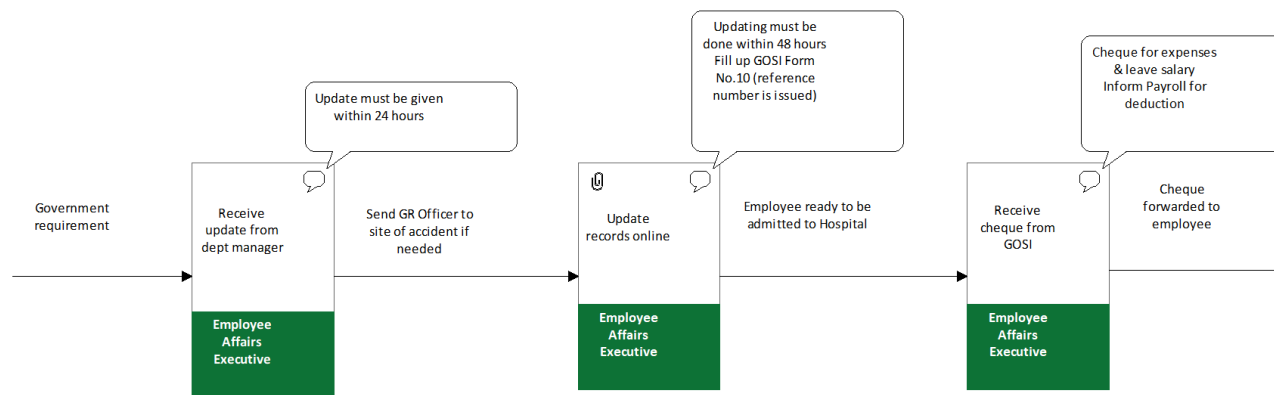 Government
requirement
Update must be given
within 24 hours
Receive
update from
dept manager
Employee
Affairs
Executive
Send GR Officer to
site of accident if
needed
Updating must be
done within 48 hours
Fill up GOSI Form
No.10 (reference
number is issued)
Update
records online
Employee
Affairs
Executive
Employee ready to be
admitted to Hospital
Cheque for expenses
& leave salary
Inform Payroll for
deduction
Receive
cheque from
GOSI
Employee
Affairs
Executive
Cheque
forwarded to
employee